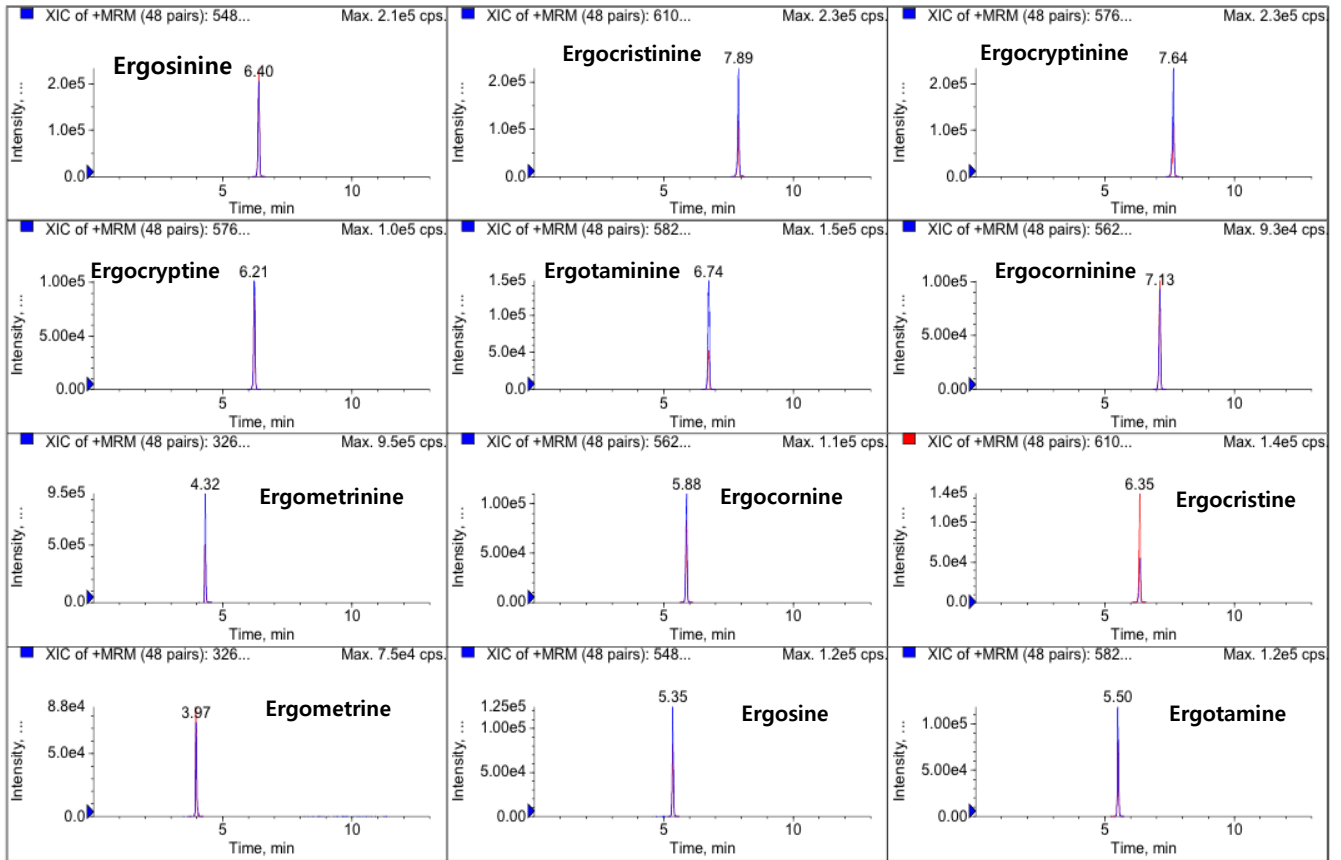 XIC of +MRM (48 pairs): 548... Max. 2.1e5 cps.
Ergosinine 6.40
2.0e5
1.0e5
0.0
Intensity, ...
5 10
Time, min
XIC of +MRM (48 pairs): 610... Max. 2.3e5 cps.
Ergocristinine 7.89
2.0e5
1.0e5
0.0
Intensity, ...
5 10
Time, min
XIC of +MRM (48 pairs): 576... Max. 2.3e5 cps.
Ergocryptinine 7.64
2.0e5
1.0e5
0.0
Intensity, ...
5 10
Time, min
XIC of +MRM (48 pairs): 576... Max. 1.0e5 cps.
Ergocryptine 6.21
1.00e5
5.00e4
0.00
Intensity, ...
5 10
Time, min
XIC of +MRM (48 pairs): 582... Max. 1.5e5 cps.
Ergotaminine 6.74
1.5e5
1.0e5
5.0e4
0.0
Intensity, ...
5 10
Time, min
XIC of +MRM (48 pairs): 562... Max. 9.3e4 cps.
Ergocorninine 7.13
1.00e5
5.00e4
0.00
Intensity, ...
5 10
Time, min
XIC of +MRM (48 pairs): 326... Max. 9.5e5 cps.
4.32 Ergometrinine
9.5e5
5.0e5
0.0
Intensity, ...
5 10
Time, min
XIC of +MRM (48 pairs): 562... Max. 1.1e5 cps.
5.88 Ergocornine
1.00e5
5.00e4
0.00
Intensity, ...
5 10
Time, min
XIC of +MRM (48 pairs): 610... Max. 1.4e5 cps.
6.35 Ergocristine
1.4e5
1.0e5
5.0e4
0.0
Intensity, ...
5 10
Time, min
XIC of +MRM (48 pairs): 326... Max. 7.5e4 cps.
3.97 Ergometrine
8.8e4
5.0e4
0.0
Intensity, ...
5 10
Time, min
XIC of +MRM (48 pairs): 548... Max. 1.2e5 cps.
5.35 Ergosine
1.25e5
1.00e5
5.00e4
0.00
Intensity, ...
5 10
Time, min
XIC of +MRM (48 pairs): 582... Max. 1.2e5 cps.
5.50 Ergotamine
1.00e5
5.00e4
0.00
Intensity, ...
5 10
Time, min